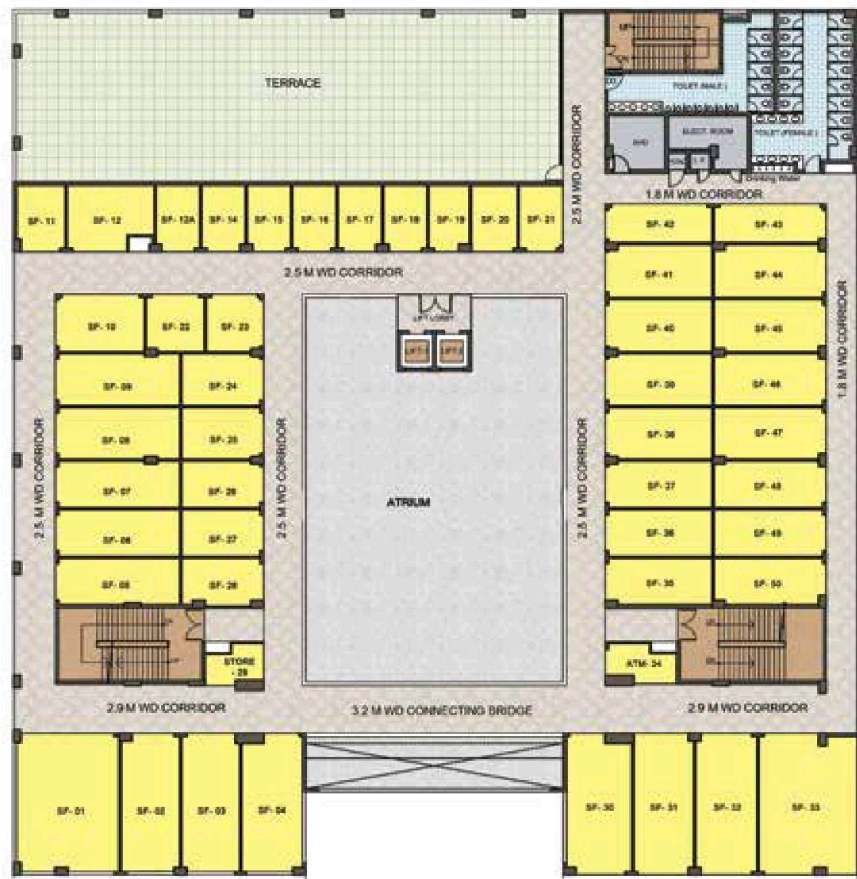 TERRACE
UP
DN
TOILET (MALE)
TOILET (FEMALE)
AHU
ELECT. ROOM
Drinking Water
2.5 M WD CORRIDOR
1.8 M WD CORRIDOR
SF- 11
SF- 12
SF- 12A
SF- 14
SF- 15
SF- 16
SF- 17
SF- 18
SF- 19
SF- 20
SF- 21
2.5 M WD CORRIDOR
SF- 42
SF- 43
SF- 41
SF- 44
SF- 40
SF- 45
SF- 39
SF- 46
SF- 38
SF- 47
SF- 37
SF- 48
SF- 36
SF- 49
SF- 35
SF- 50
1.8 M WD CORRIDOR
LIFT LOBBY
LIFT-1
LIFT-2
SF- 10
SF- 22
SF- 23
SF- 09
SF- 24
SF- 08
SF- 25
SF- 07
SF- 26
SF- 06
SF- 27
SF- 05
SF- 28
2.5 M WD CORRIDOR
2.5 M WD CORRIDOR
ATRIUM
2.5 M WD CORRIDOR
STORE
- 29
ATM- 34
2.9 M WD CORRIDOR
3.2 M WD CONNECTING BRIDGE
2.9 M WD CORRIDOR
SF- 01
SF- 02
SF- 03
SF- 04
SF- 30
SF- 31
SF- 32
SF- 33